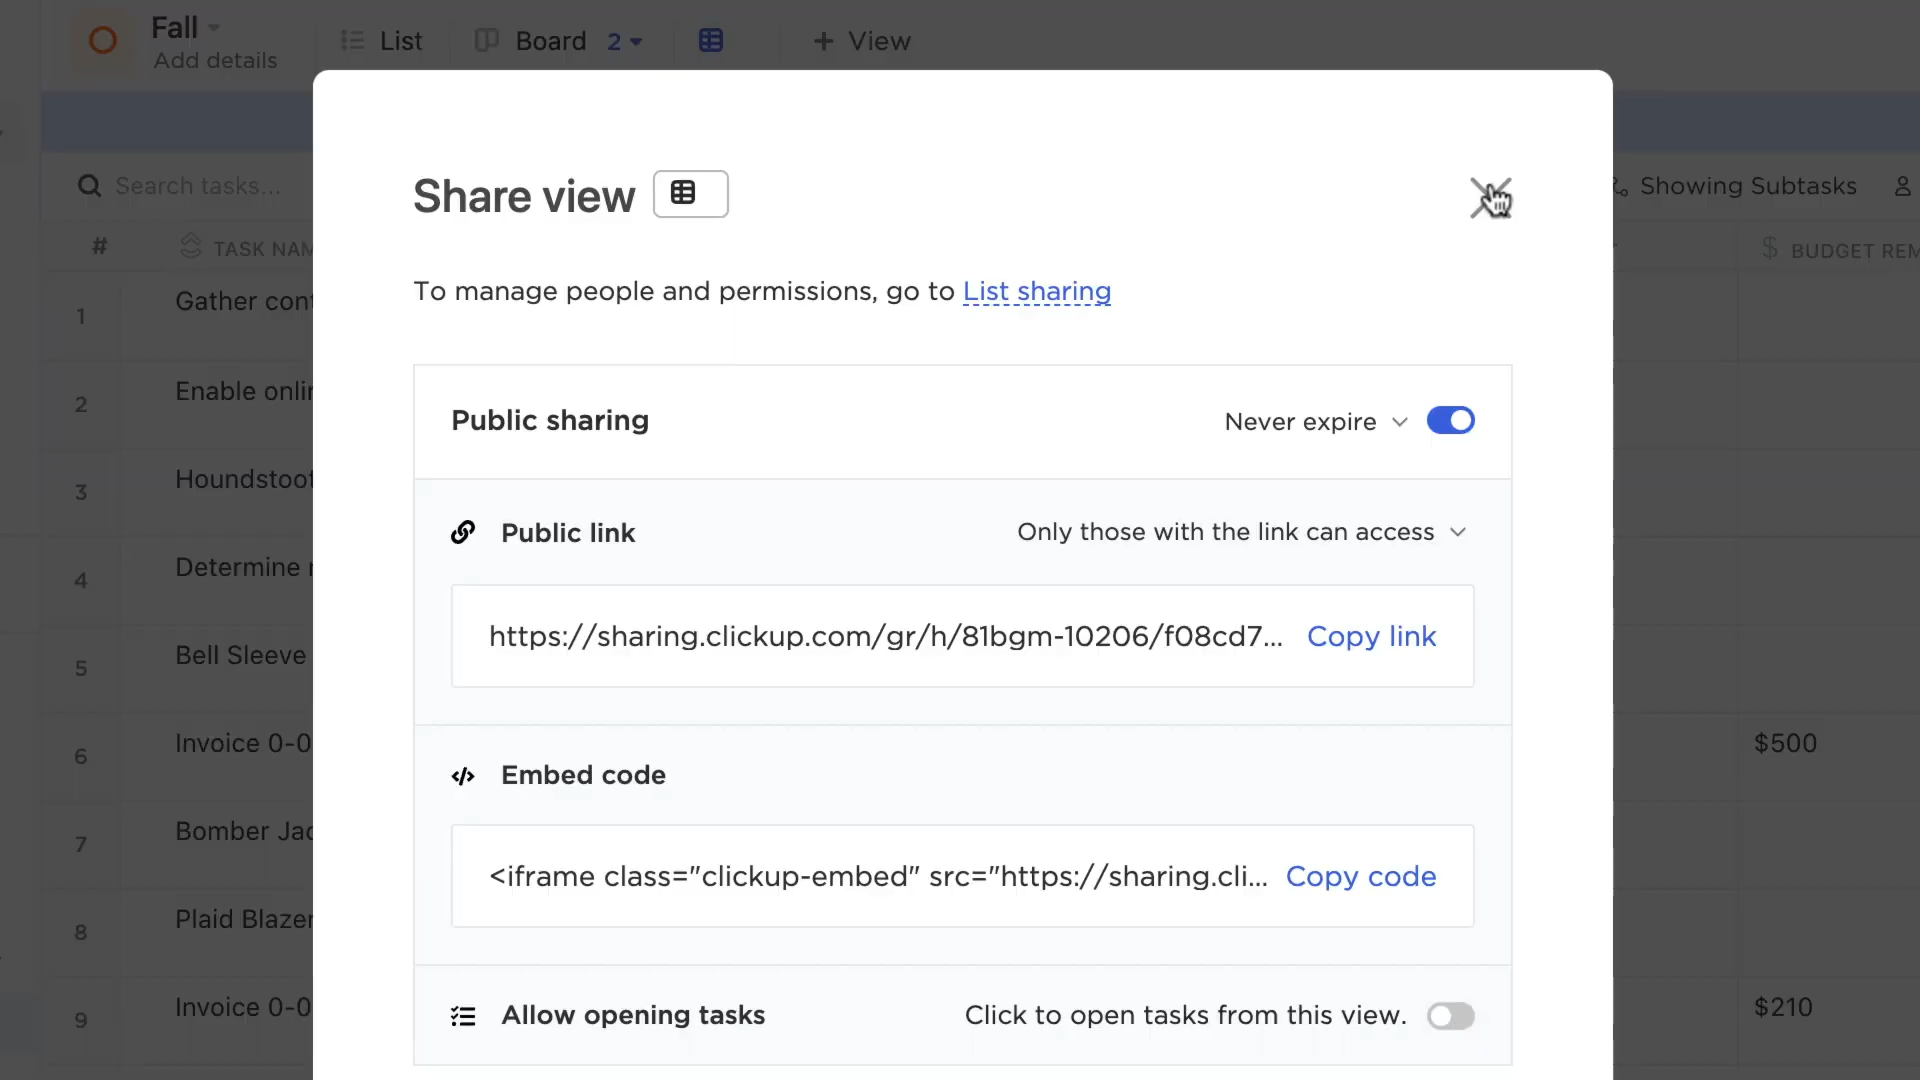 Fall
Add details
List
Board 2
+ View
Search tasks...
Showing Subtasks
#
TASK NAM
$ BUDGET REM
Share view
To manage people and permissions, go to List sharing
Public sharing
Never expire
Public link
Only those with the link can access
https://sharing.clickup.com/gr/h/81bgm-10206/f08cd7...
Copy link
</> Embed code
<iframe class="clickup-embed" src="https://sharing.cli...
Copy code
Allow opening tasks
Click to open tasks from this view.
1
Gather cont
2
Enable onlin
3
Houndstoot
4
Determine
5
Bell Sleeve
6
Invoice 0-0
$500
7
Bomber Jac
8
Plaid Blazer
9
Invoice 0-0
$210